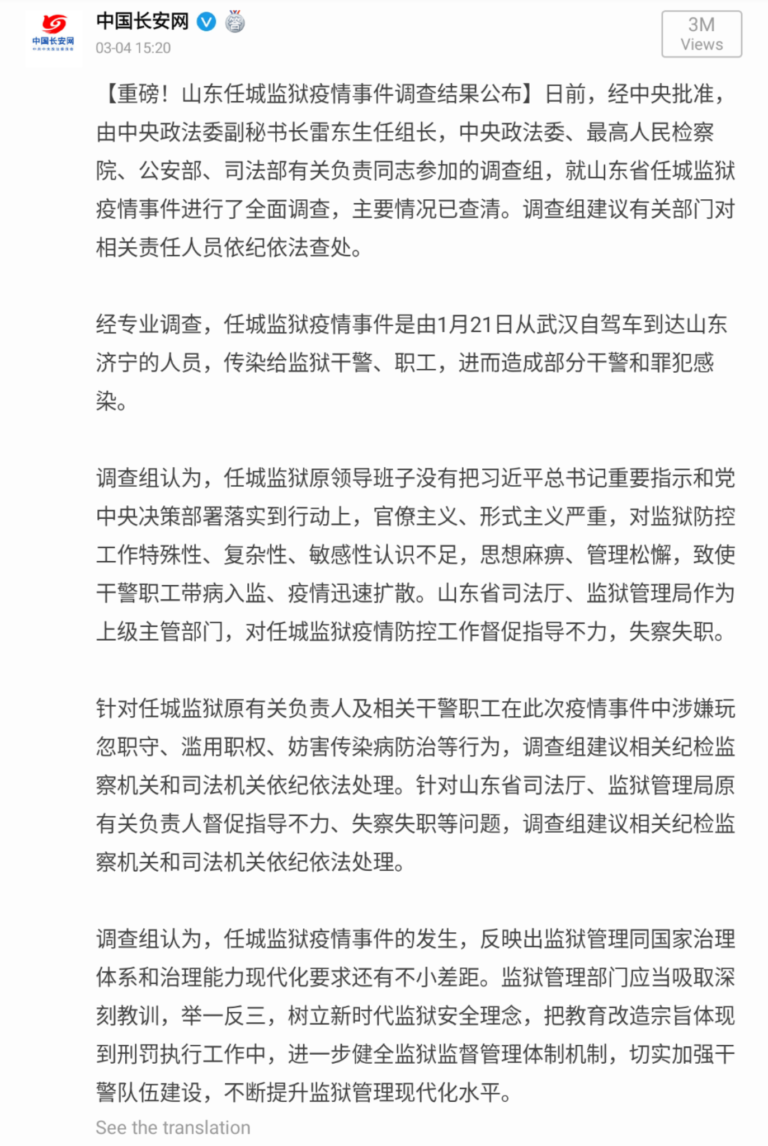 中国长安网
中国长安网
03-04 15:20
3M
Views
【重磅！山东任城监狱疫情事件调查结果公布】日前，经中央批准，
由中央政法委副秘书长雷东生任组长，中央政法委、最高人民检察
院、公安部、司法部有关负责同志参加的调查组，就山东省任城监狱
疫情事件进行了全面调查，主要情况已查清。调查组建议有关部门对
相关责任人员依纪依法查处。
经专业调查，任城监狱疫情事件是由1月21日从武汉自驾车到达山东
济宁的人员，传染给监狱干警、职工，进而造成部分干警和罪犯感
染。
调查组认为，任城监狱原领导班子没有把习近平总书记重要指示和党
中央决策部署落实到行动上，官僚主义、形式主义严重，对监狱防控
工作特殊性、复杂性、敏感性认识不足，思想麻痹、管理松懈，致使
干警职工带病入监、疫情迅速扩散。山东省司法厅、监狱管理局作为
上级主管部门，对任城监狱疫情防控工作督促指导不力，失察失职。
针对任城监狱原有关负责人及相关干警职工在此次疫情事件中涉嫌玩
忽职守、滥用职权、妨害传染病防治等行为，调查组建议相关纪检监
察机关和司法机关依纪依法处理。针对山东省司法厅、监狱管理局原
有关负责人督促指导不力、失察失职等问题，调查组建议相关纪检监
察机关和司法机关依纪依法处理。
调查组认为，任城监狱疫情事件的发生，反映出监狱管理同国家治理
体系和治理能力现代化要求还有不小差距。监狱管理部门应当吸取深
刻教训，举一反三，树立新时代监狱安全理念，把教育改造宗旨体现
到刑罚执行工作中，进一步健全监狱监督管理体制机制，切实加强干
警队伍建设，不断提升监狱管理现代化水平。
See the translation